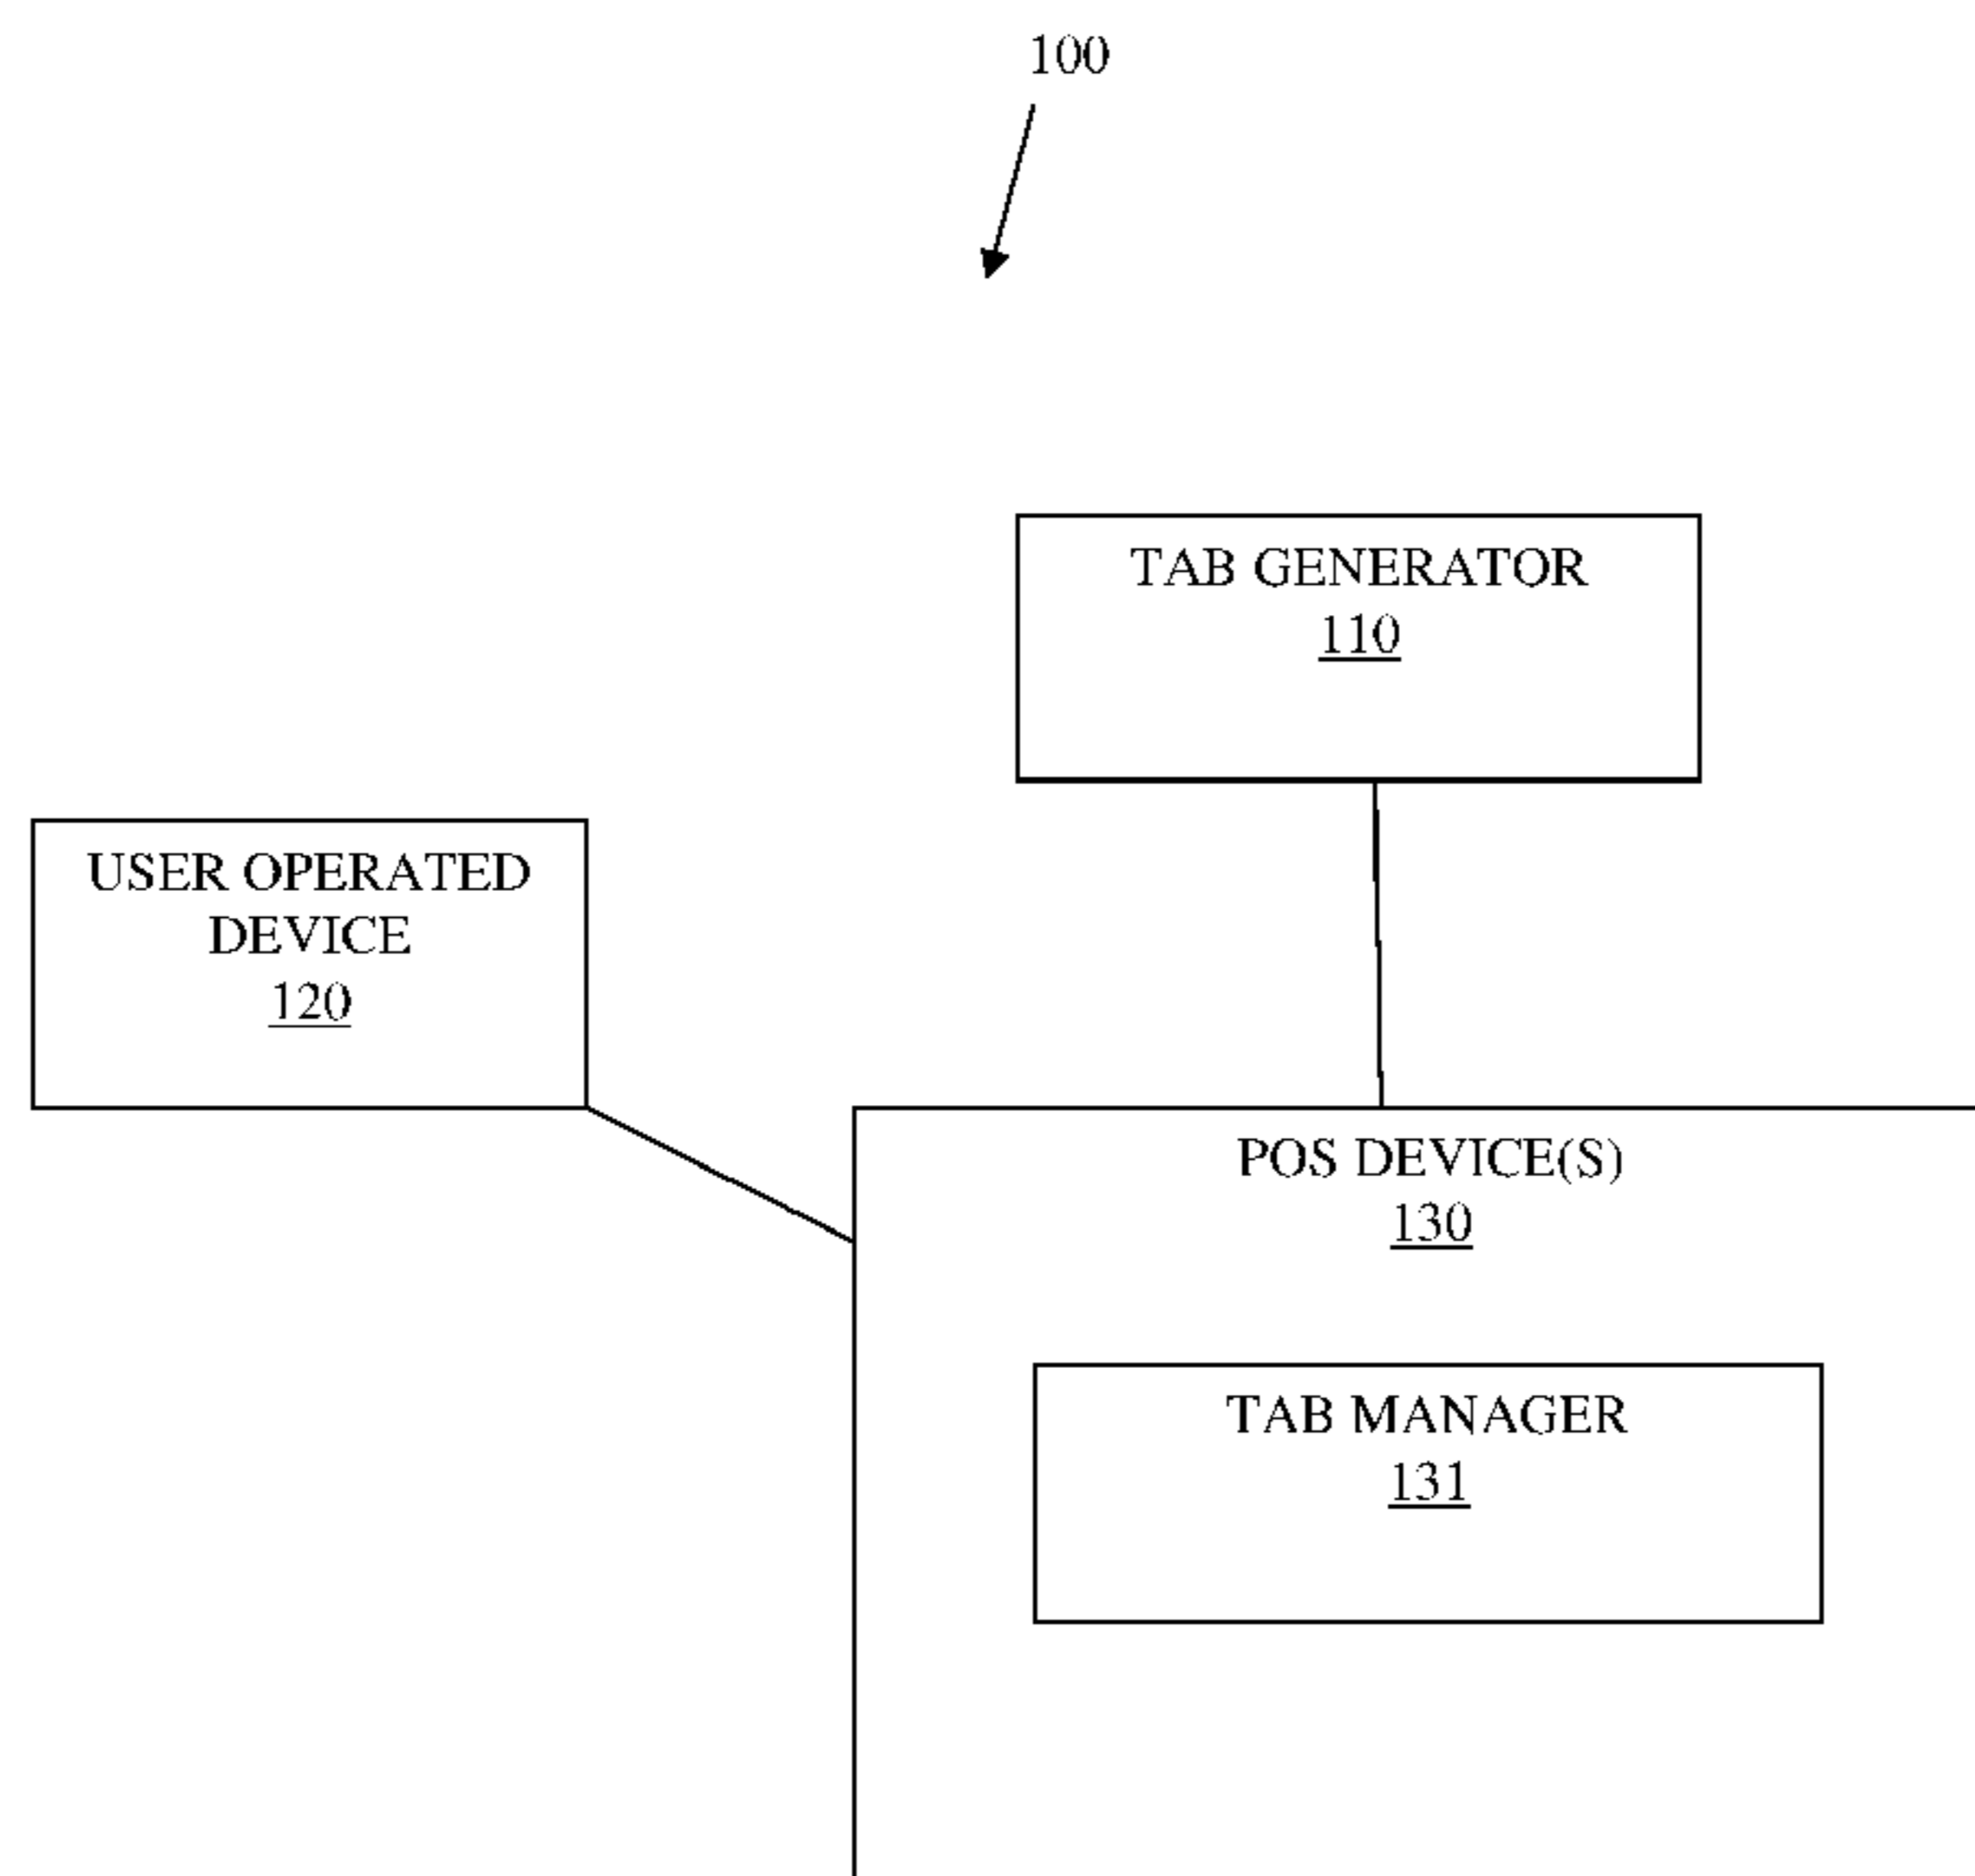 100
TAB GENERATOR
110
USER OPERATED
DEVICE
120
POS DEVICE(S)
130
TAB MANAGER
131